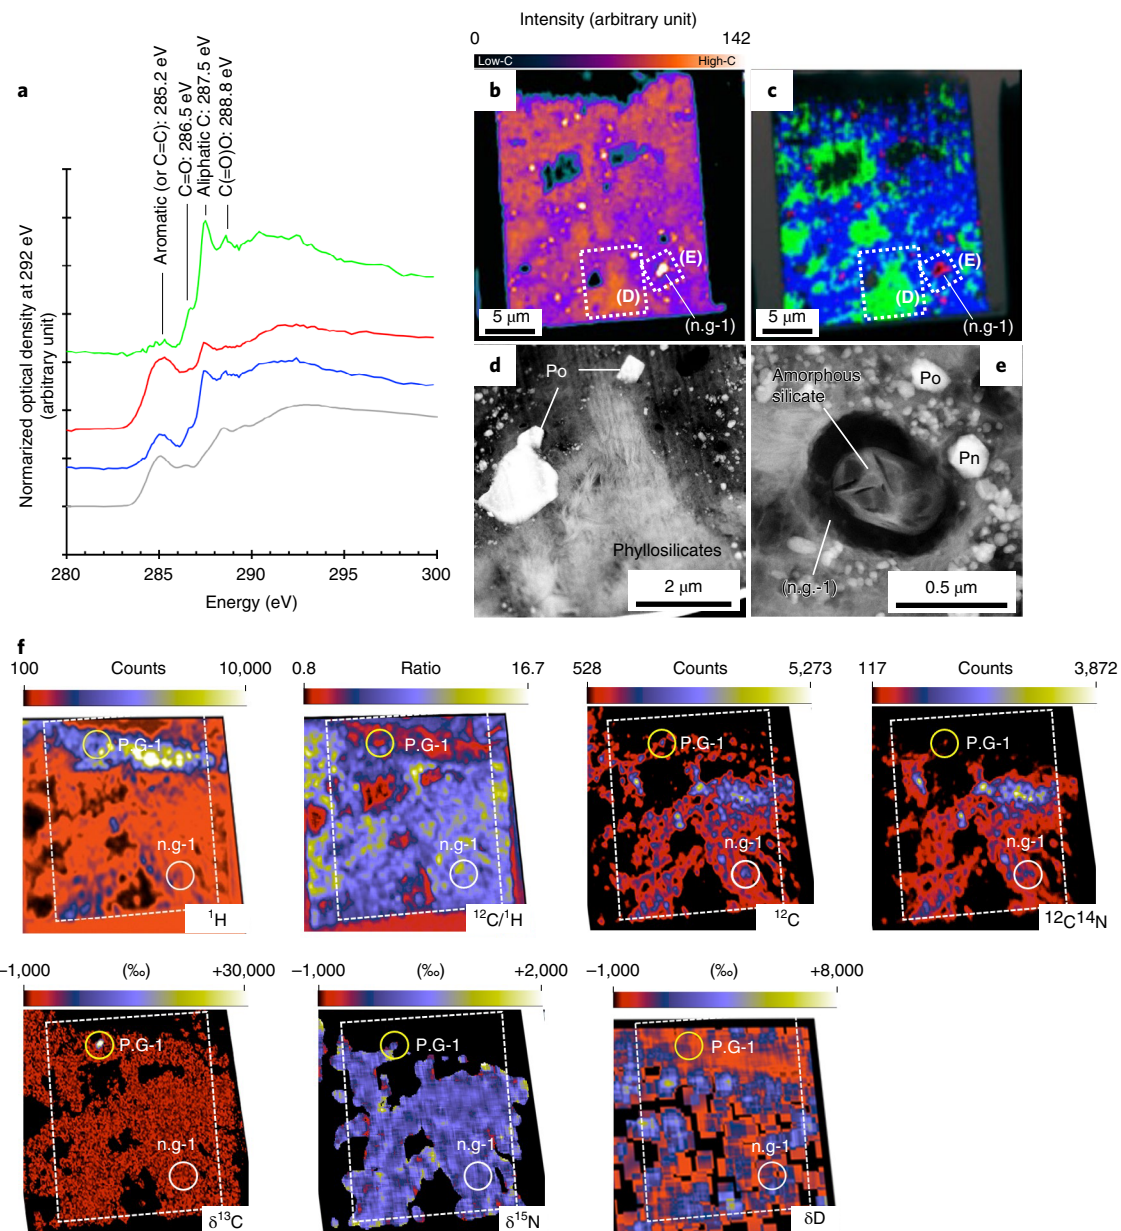 Intensity (arbitrary unit)
0 142
Low-C High-C
a
b
c
Aromatic (or C=C): 285.2 eV
C=O: 286.5 eV
Aliphatic C: 287.5 eV
C(=O)O: 288.8 eV
Normalized optical density at 292 eV
(arbitrary unit)
280 285 290 295 300
Energy (eV)
(E)
(D)
(n.g-1)
5 μm
(E)
(D)
(n.g-1)
5 μm
d
Po
Phyllosilicates
2 μm
e
Amorphous
silicate
Po
Pn
(n.g.-1)
0.5 μm
f
100 Counts 10,000
P.G-1
n.g-1
¹H
0.8 Ratio 16.7
P.G-1
n.g-1
¹²C/¹H
528 Counts 5,273
P.G-1
n.g-1
¹²C
117 Counts 3,872
P.G-1
n.g-1
¹²C¹⁴N
−1,000 (‰) +30,000
P.G-1
n.g-1
δ¹³C
−1,000 (‰) +2,000
P.G-1
n.g-1
δ¹⁵N
−1,000 (‰) +8,000
P.G-1
n.g-1
δD